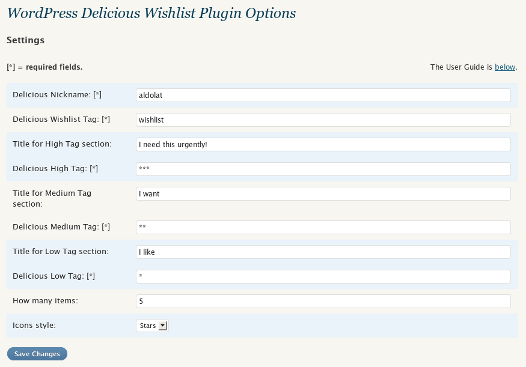 WordPress Delicious Wishlist Plugin Options
Settings
[*] = required fields. The User Guide is below.
Delicious Nickname: [*] aldolat
Delicious Wishlist Tag: [*] wishlist
Title for High Tag section: I need this urgently!
Delicious High Tag: [*] ***
Title for Medium Tag section: I want
Delicious Medium Tag: [*] **
Title for Low Tag section: I like
Delicious Low Tag: [*] *
How many items: 5
Icons style: Stars
Save Changes